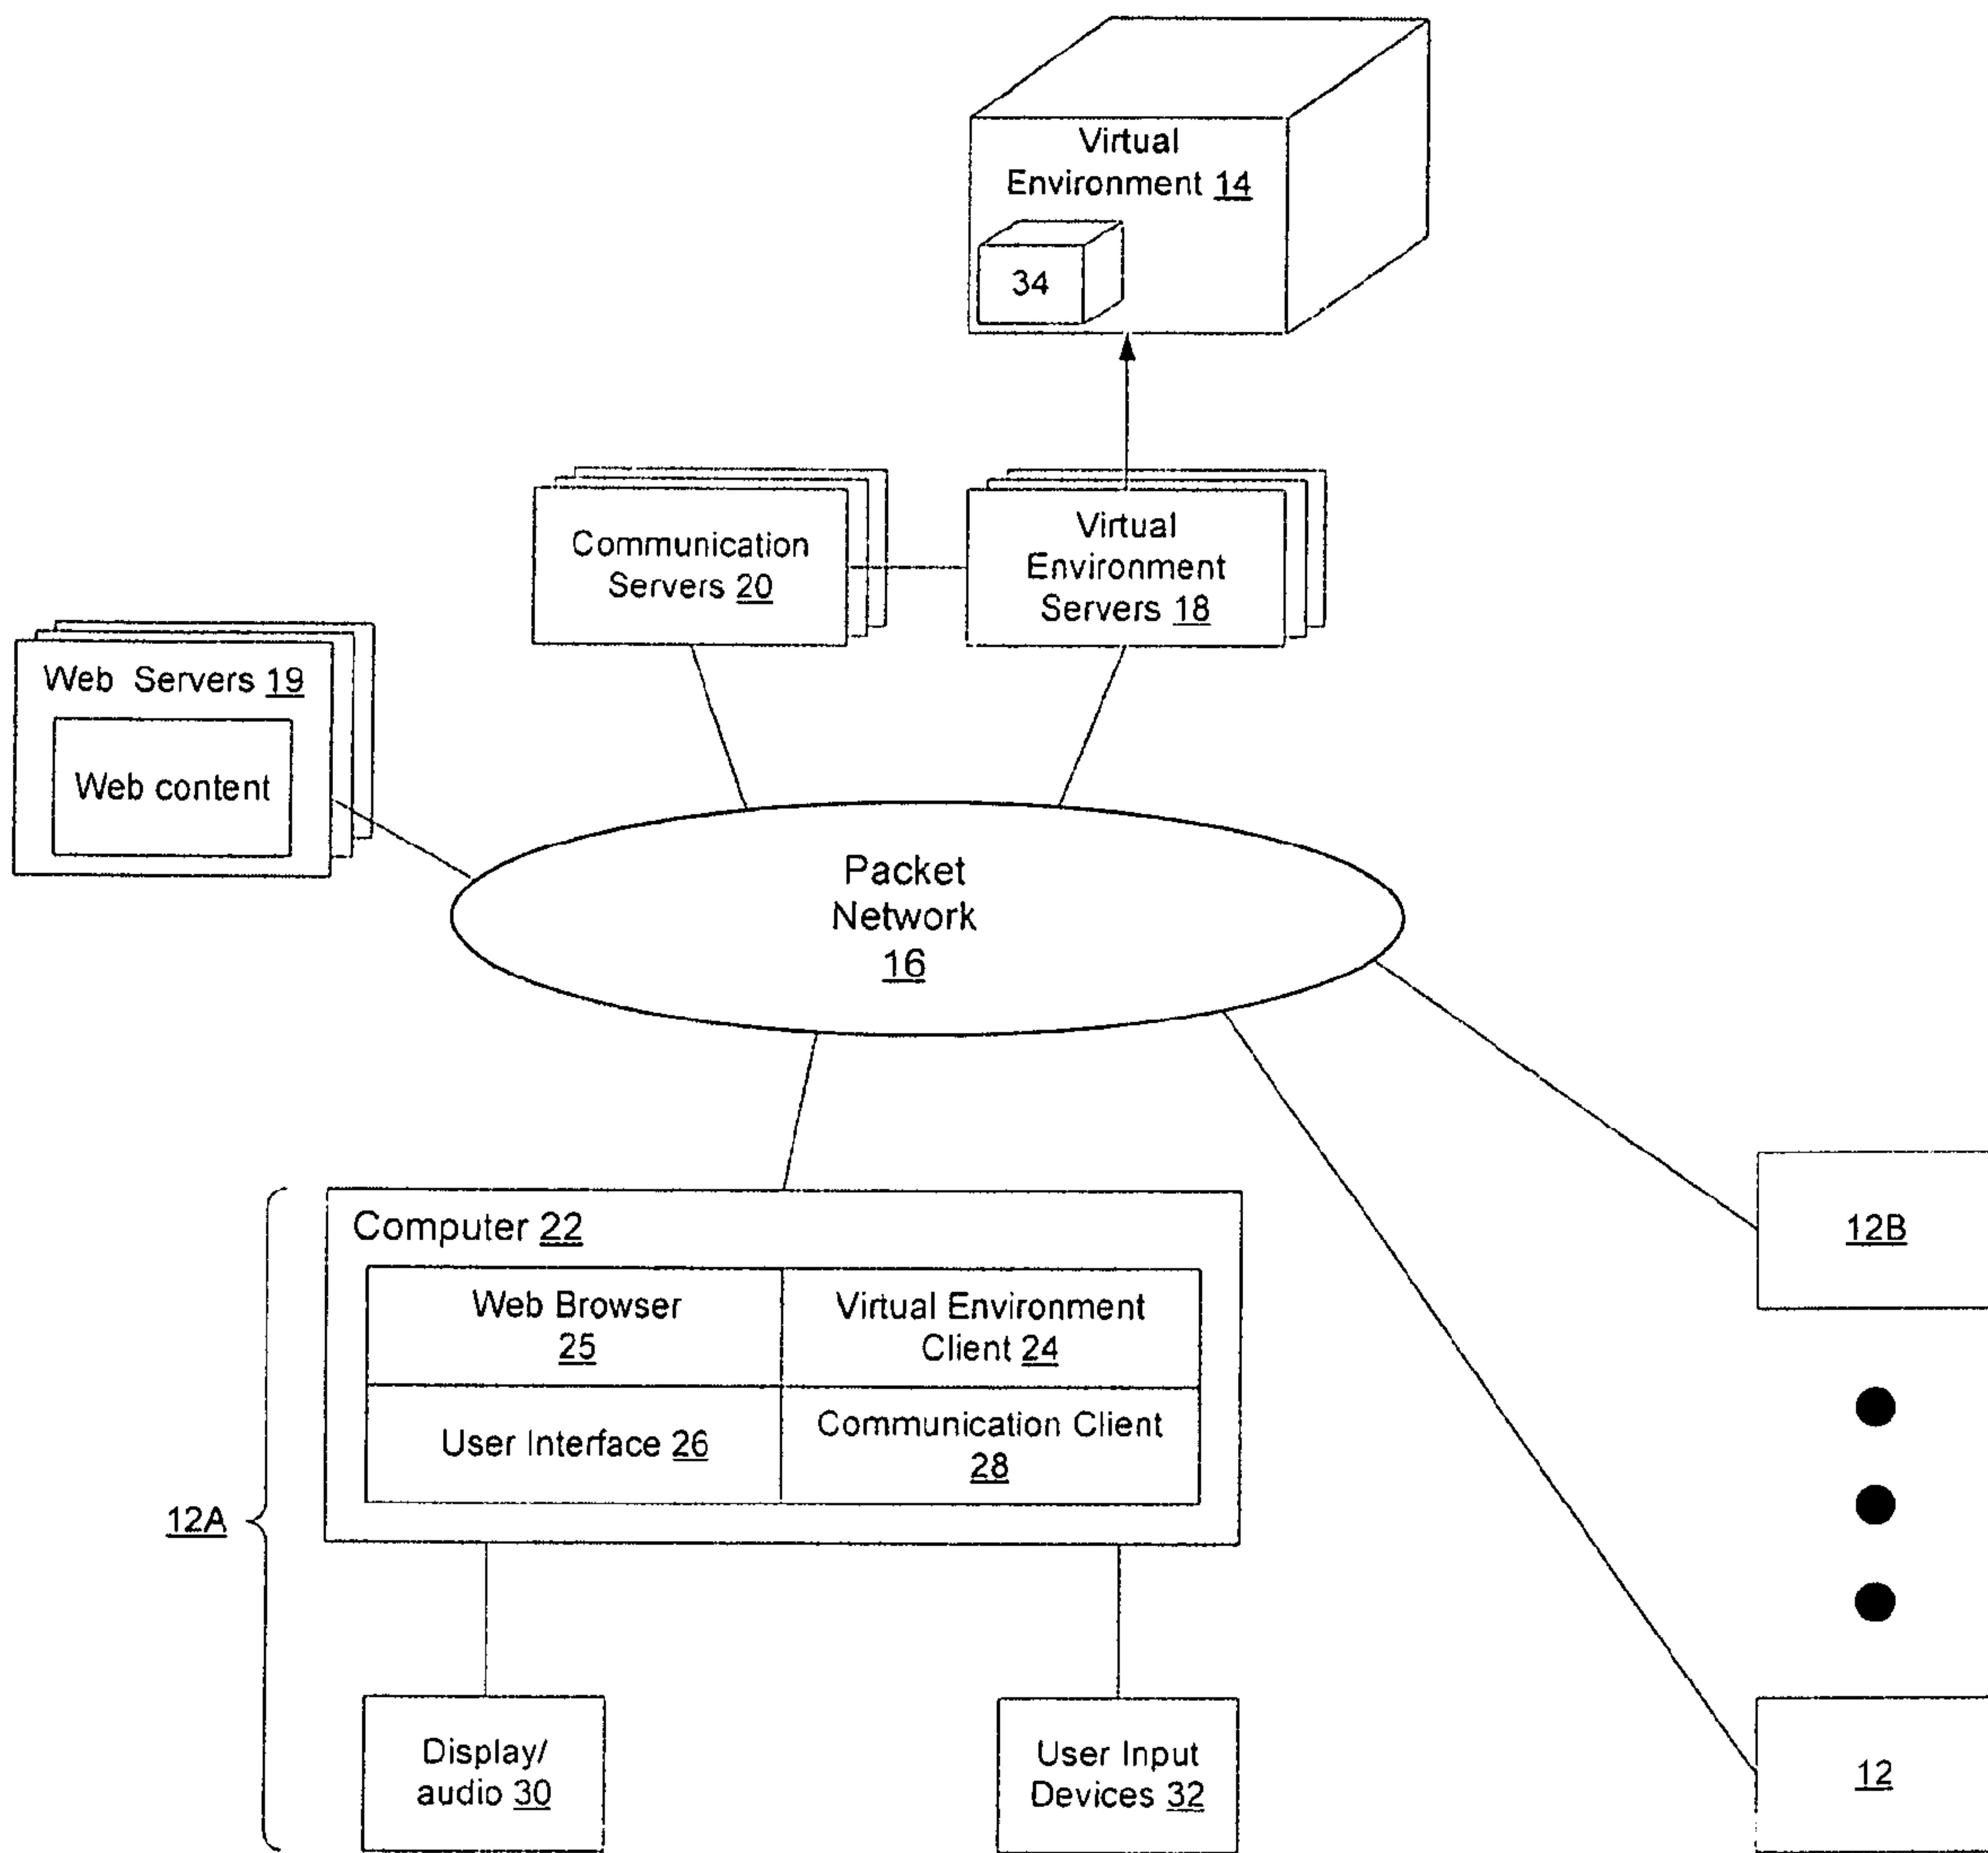 Virtual
Environment 14
34
Communication
Servers 20
Virtual
Environment
Servers 18
Web Servers 19
Web content
Packet
Network
16
Computer 22
Web Browser
25
Virtual Environment
Client 24
User Interface 26
Communication Client
28
12A
12B
Display/
audio 30
User Input
Devices 32
12